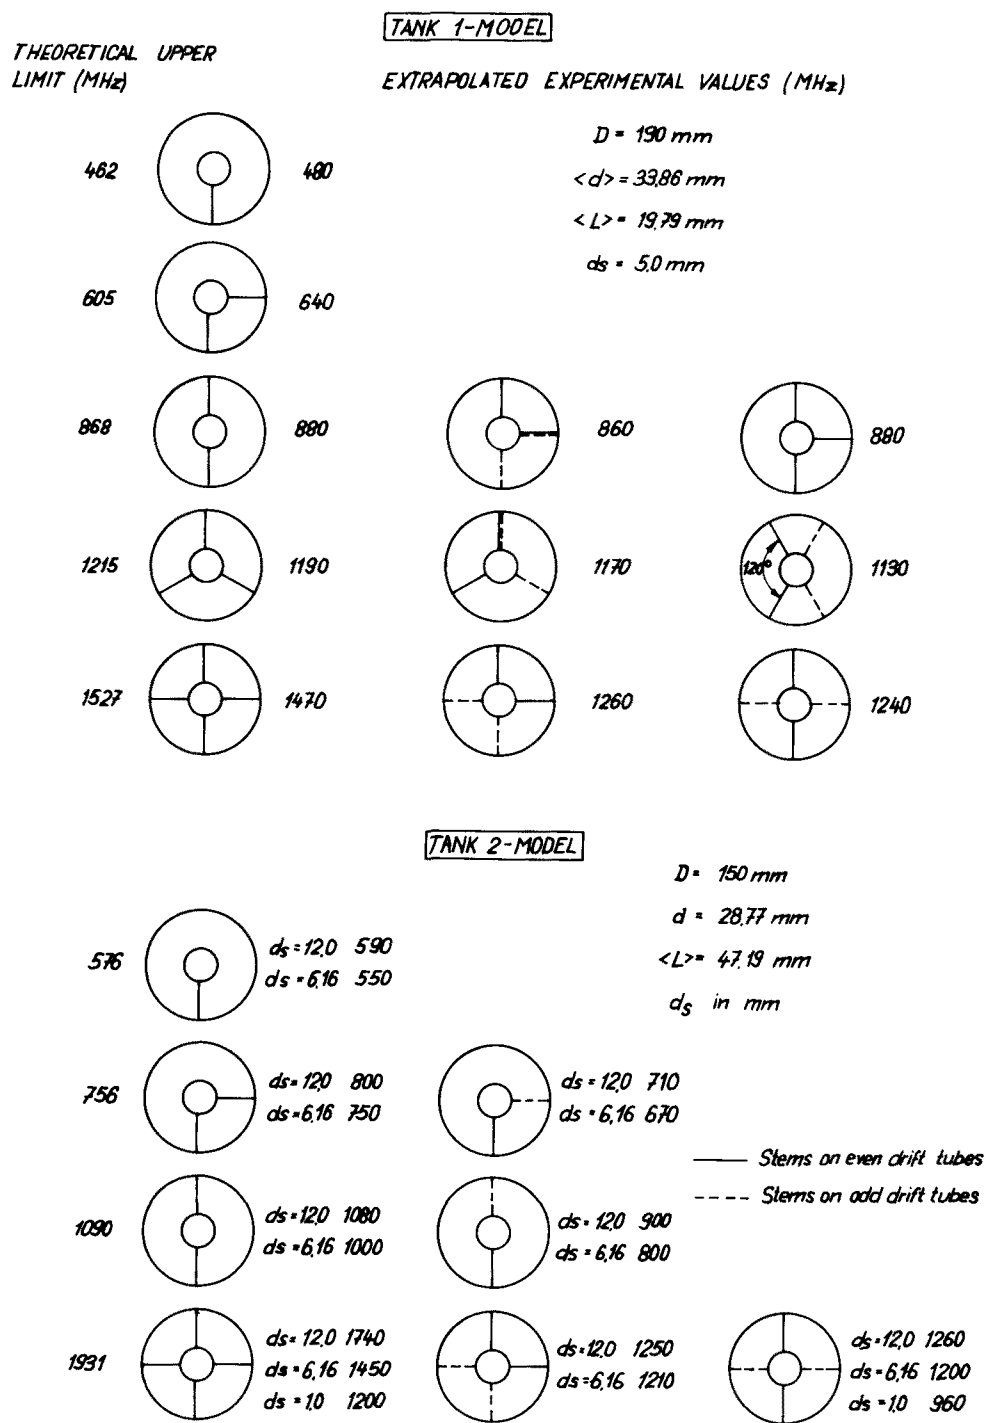 TANK 1-MODEL
THEORETICAL UPPER
LIMIT (MHz)
EXTRAPOLATED EXPERIMENTAL VALUES (MHz)
D = 190 mm
<d> = 33,86 mm
<L> = 19,79 mm
ds = 5,0 mm
462 480
605 640
868 880 860 880
1215 1190 1170 120° 1130
1527 1470 1260 1240
TANK 2-MODEL
D = 150 mm
d = 28,77 mm
<L> = 47,19 mm
ds in mm
576
ds = 12,0 590
ds = 6,16 550
756
ds = 12,0 800
ds = 6,16 750
ds = 12,0 710
ds = 6,16 670
Stems on even drift tubes
Stems on odd drift tubes
1090
ds = 12,0 1080
ds = 6,16 1000
ds = 12,0 900
ds = 6,16 800
1931
ds = 12,0 1740
ds = 6,16 1450
ds = 1,0 1200
ds = 12,0 1250
ds = 6,16 1210
ds = 12,0 1260
ds = 6,16 1200
ds = 1,0 960